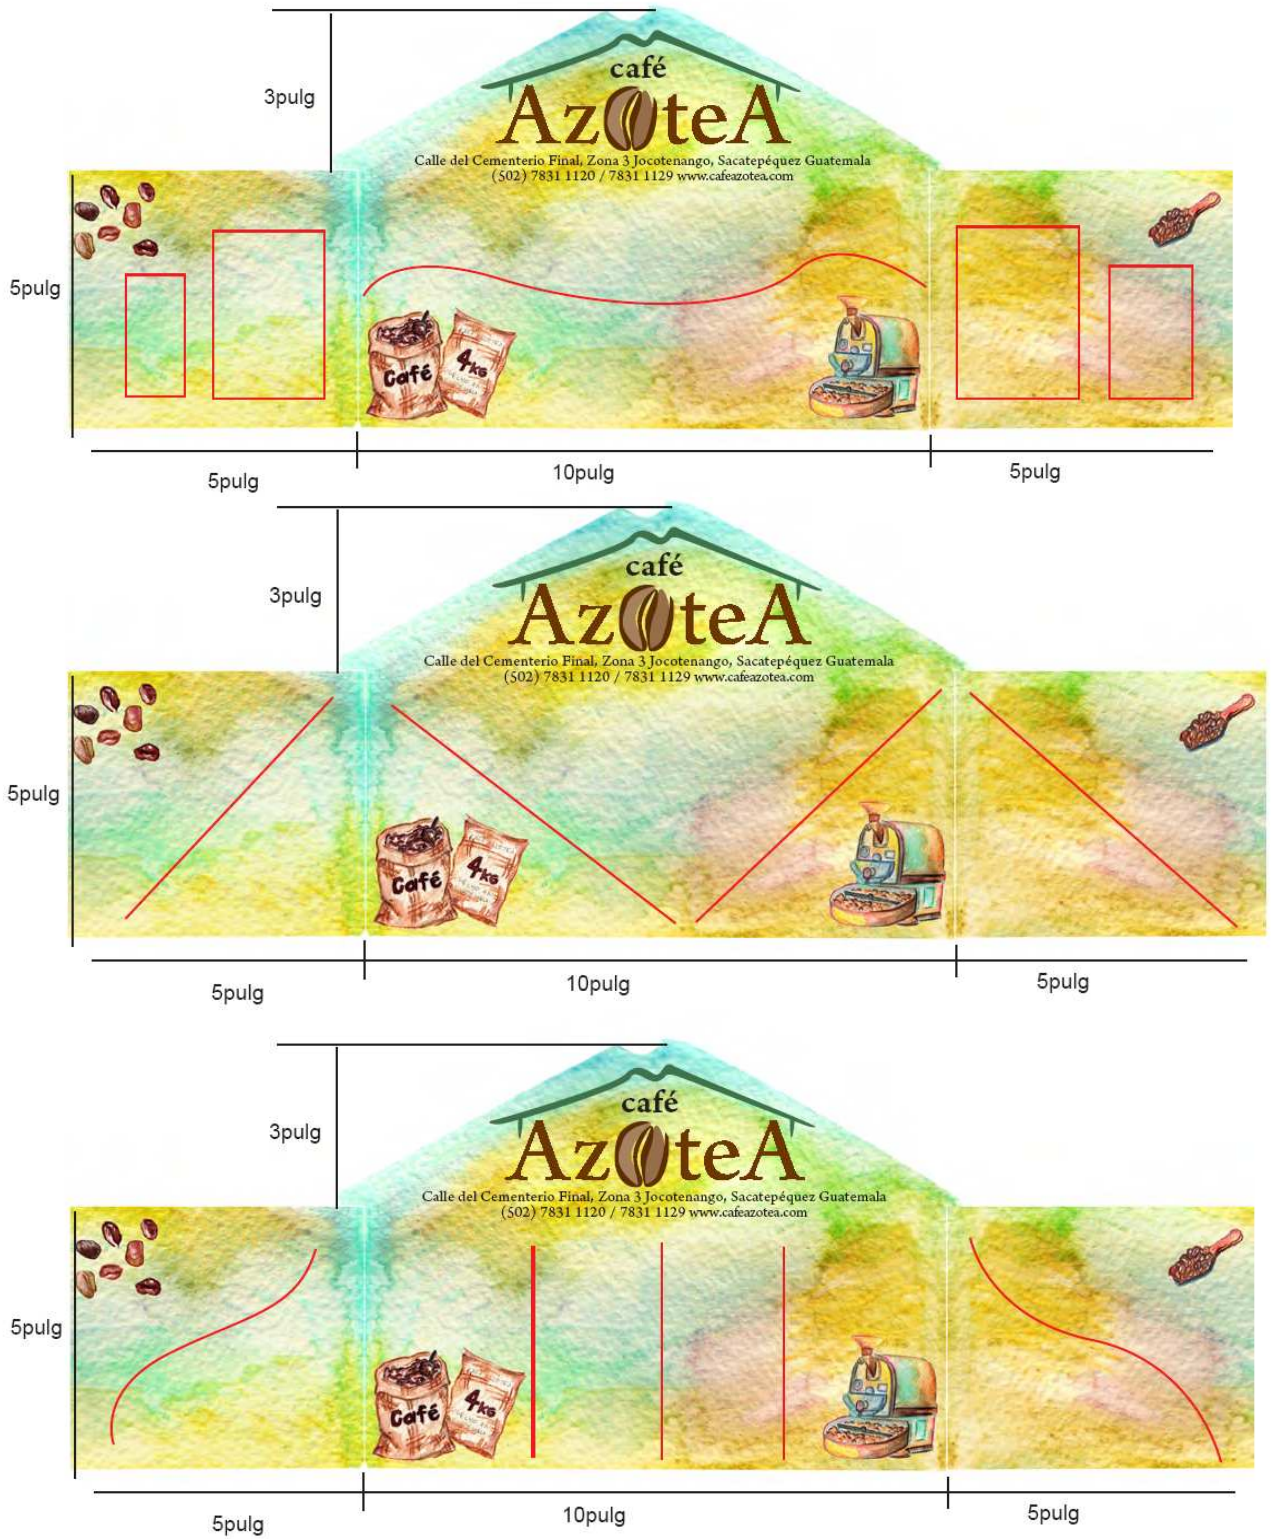 3pulg
café
AzoteA
Calle del Cementerio Final, Zona 3 Jocotenango, Sacatepéquez Guatemala
(502) 7831 1120 / 7831 1129 www.cafeazotea.com
5pulg
Café
4KG
5pulg
10pulg
5pulg
3pulg
café
AzoteA
Calle del Cementerio Final, Zona 3 Jocotenango, Sacatepéquez Guatemala
(502) 7831 1120 / 7831 1129 www.cafeazotea.com
5pulg
Café
4KG
5pulg
10pulg
5pulg
3pulg
café
AzoteA
Calle del Cementerio Final, Zona 3 Jocotenango, Sacatepéquez Guatemala
(502) 7831 1120 / 7831 1129 www.cafeazotea.com
5pulg
Café
4KG
5pulg
10pulg
5pulg